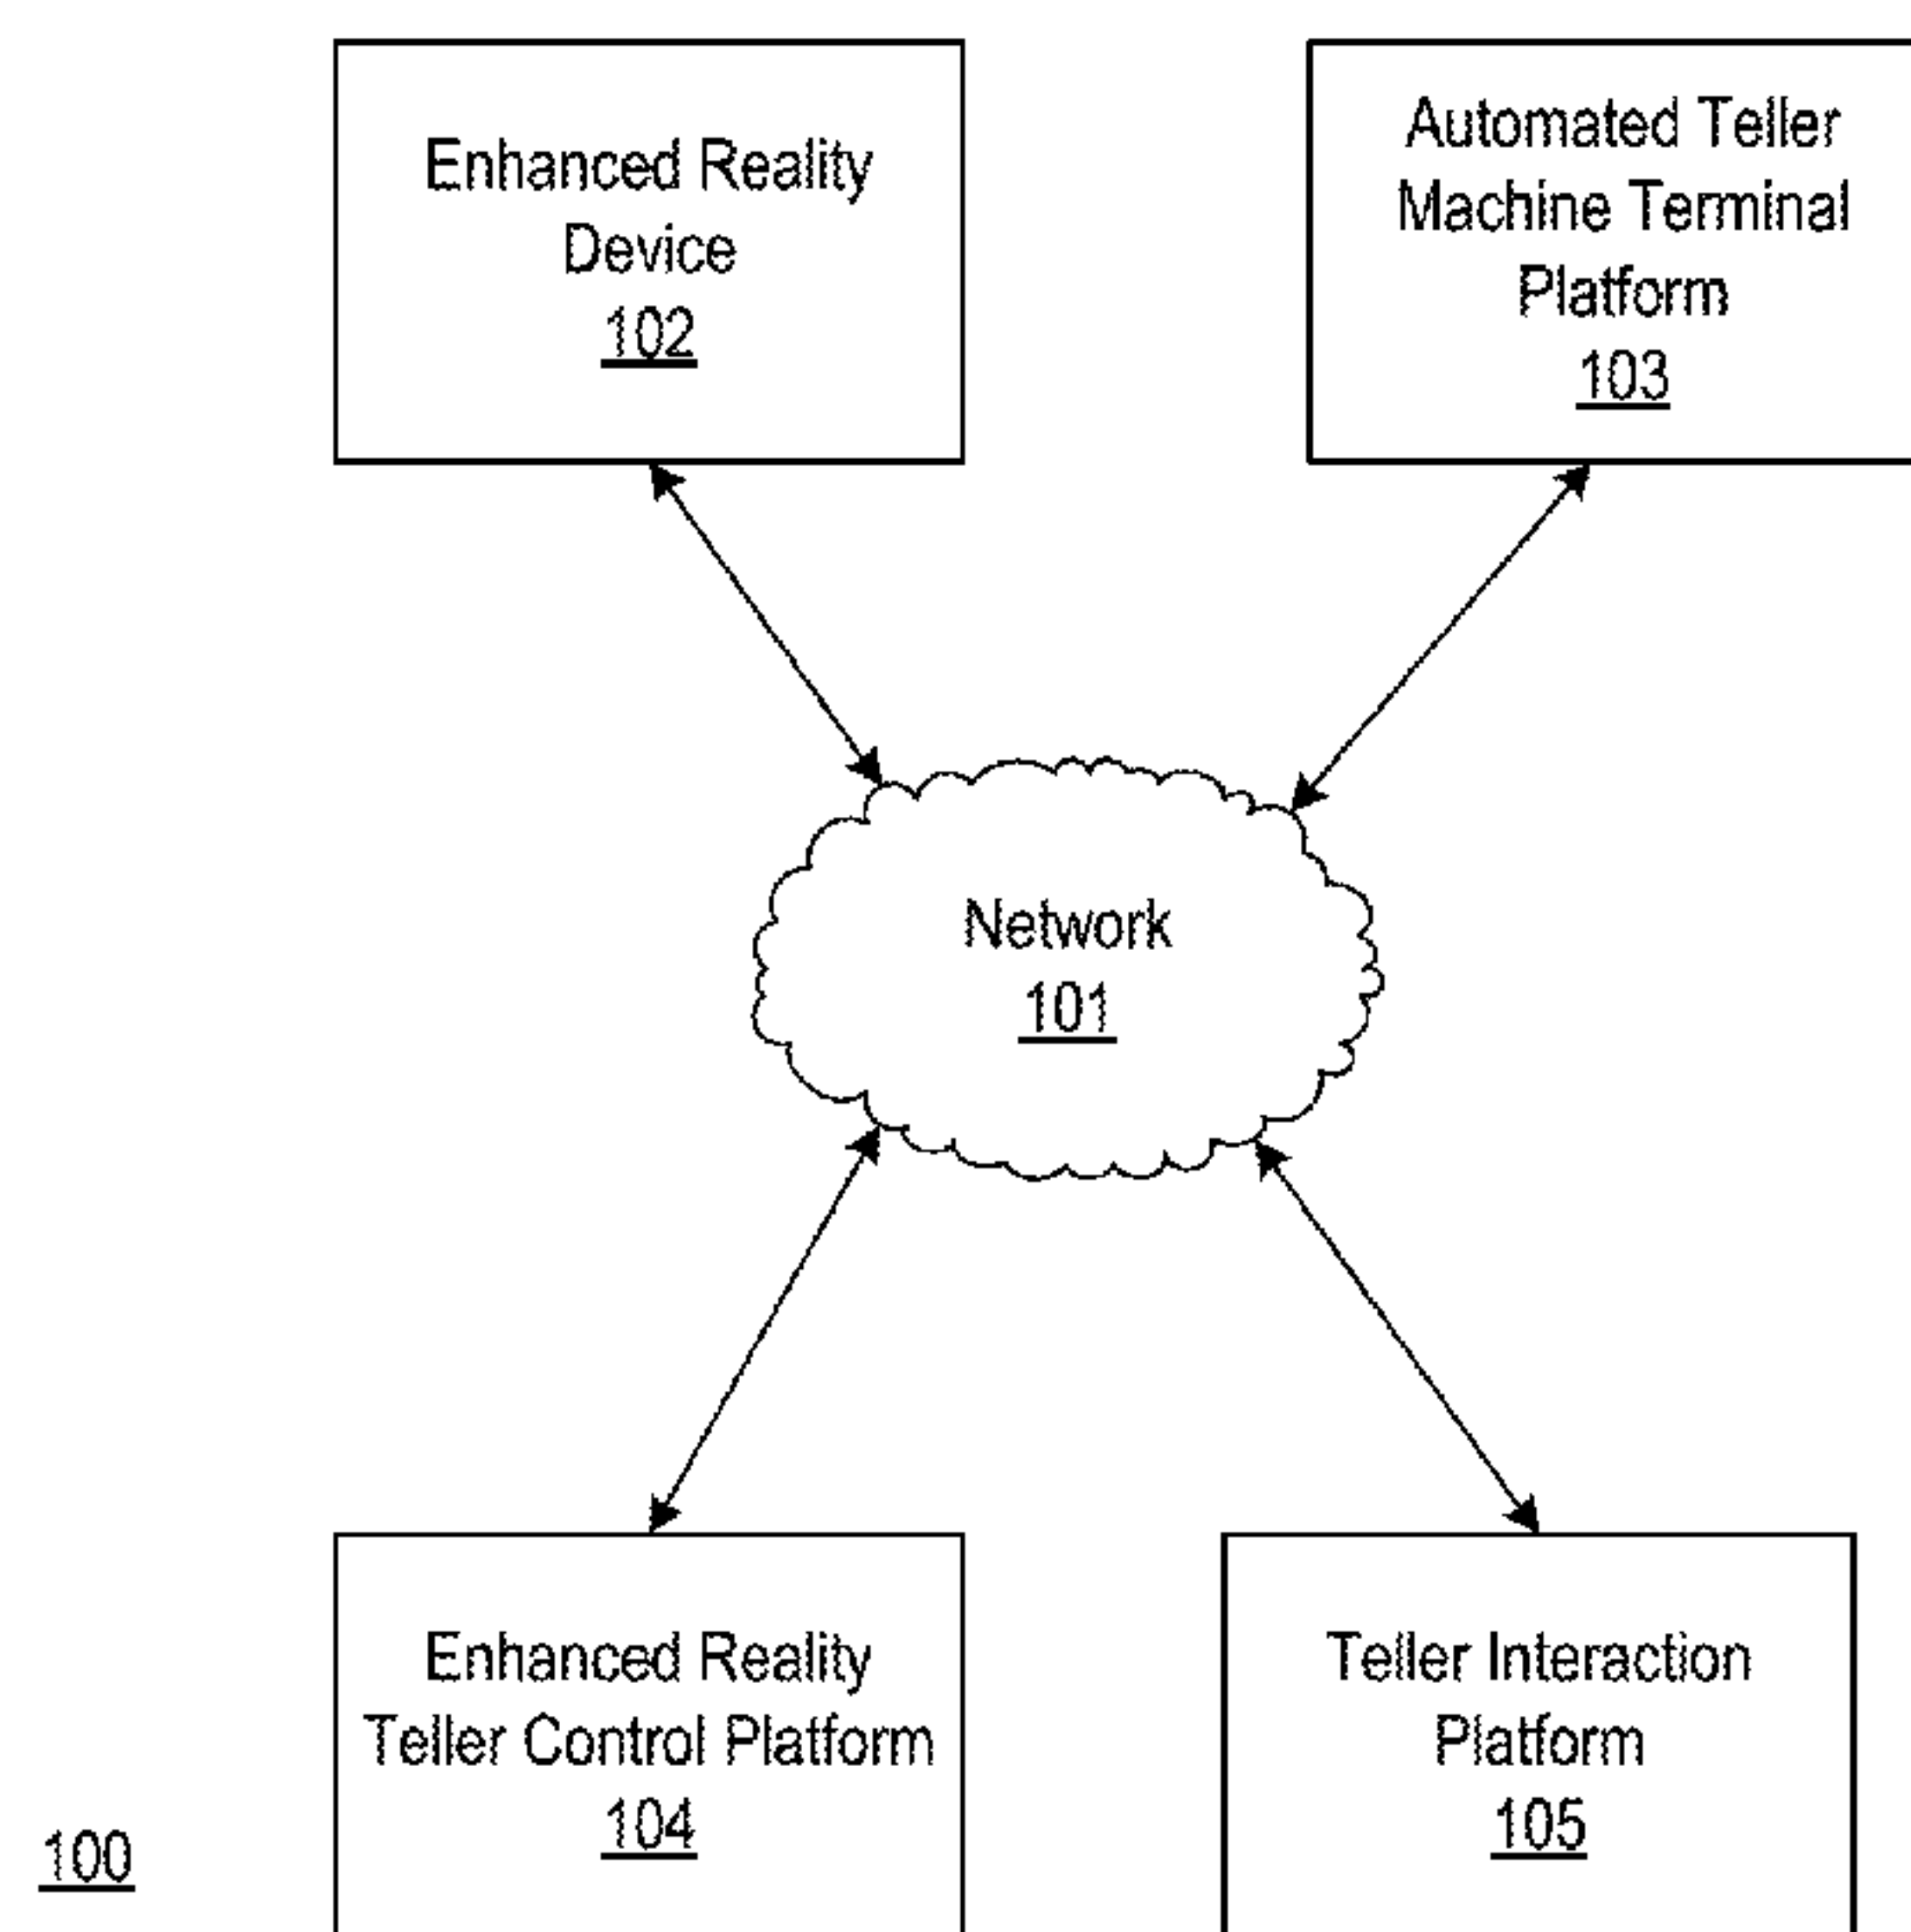 Enhanced Reality
Device
102
Automated Teller
Machine Terminal
Platform
103
Network
101
Enhanced Reality
Teller Control Platform
104
Teller Interaction
Platform
105
100